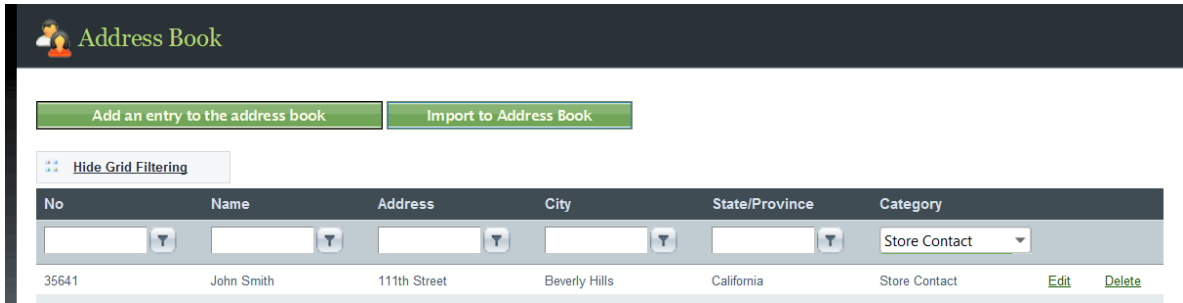 Address Book
Add an entry to the address book Import to Address Book
Hide Grid Filtering
No Name Address City State/Province Category
Store Contact
35641 John Smith 111th Street Beverly Hills California Store Contact Edit Delete